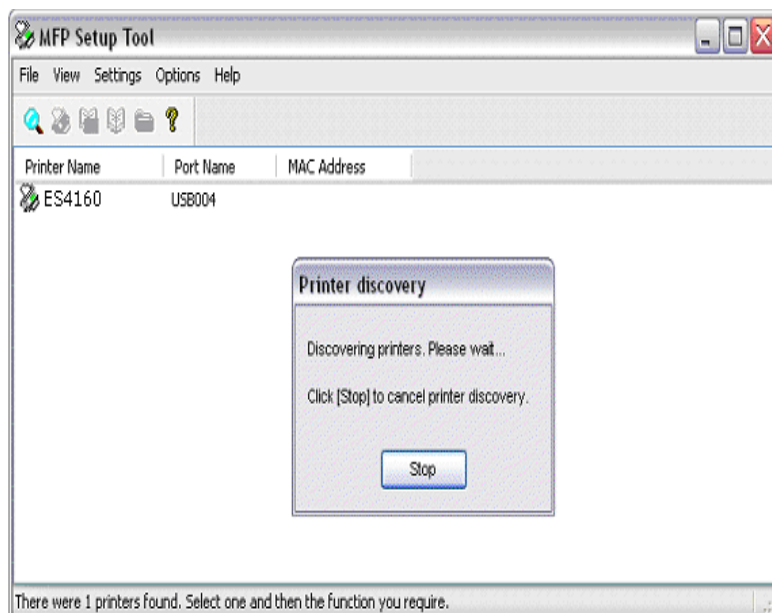 MFP Setup Tool
File View Settings Options Help
Printer Name Port Name MAC Address
ES4160 USB004
Printer discovery
Discovering printers. Please wait...
Click [Stop] to cancel printer discovery.
Stop
There were 1 printers found. Select one and then the function you require.